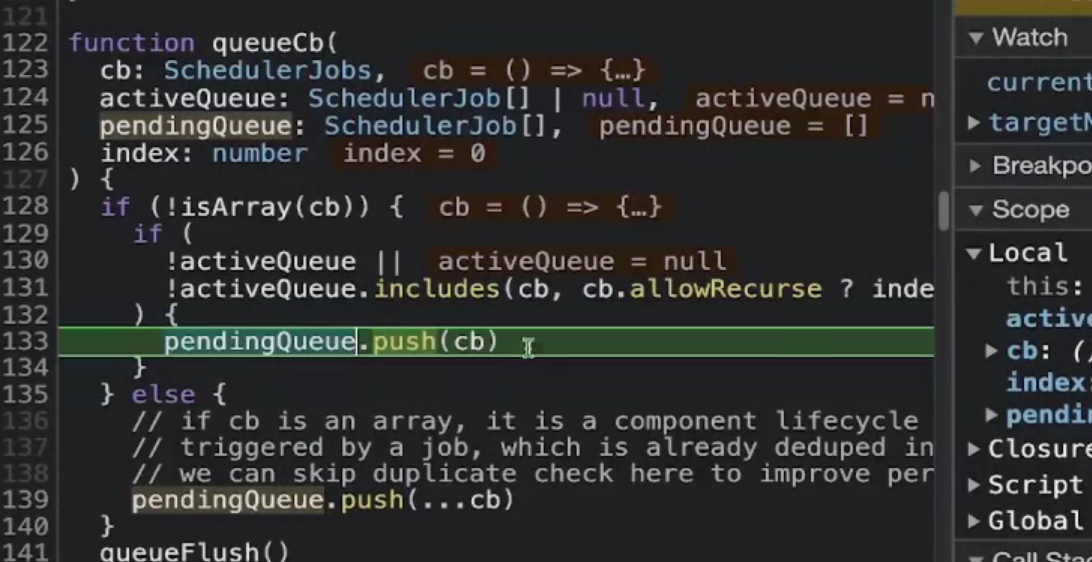 121
122 function queueCb(
123 cb: SchedulerJobs, cb = () => {…}
124 activeQueue: SchedulerJob[] | null, activeQueue = n
125 pendingQueue: SchedulerJob[], pendingQueue = []
126 index: number index = 0
127 ) {
128 if (!isArray(cb)) { cb = () => {…}
129 if (
130 !activeQueue || activeQueue = null
131 !activeQueue.includes(cb, cb.allowRecurse ? inde
132 ) {
133 pendingQueue.push(cb)
134 }
135 } else {
136 // if cb is an array, it is a component lifecycle
137 // triggered by a job, which is already deduped in
138 // we can skip duplicate check here to improve per
139 pendingQueue.push(...cb)
140 }
141 queueFlush()
Watch
current
targetM
Breakpo
Scope
Local
this:
active
cb: ()
index:
pendin
Closure
Script
Global
Call Stac